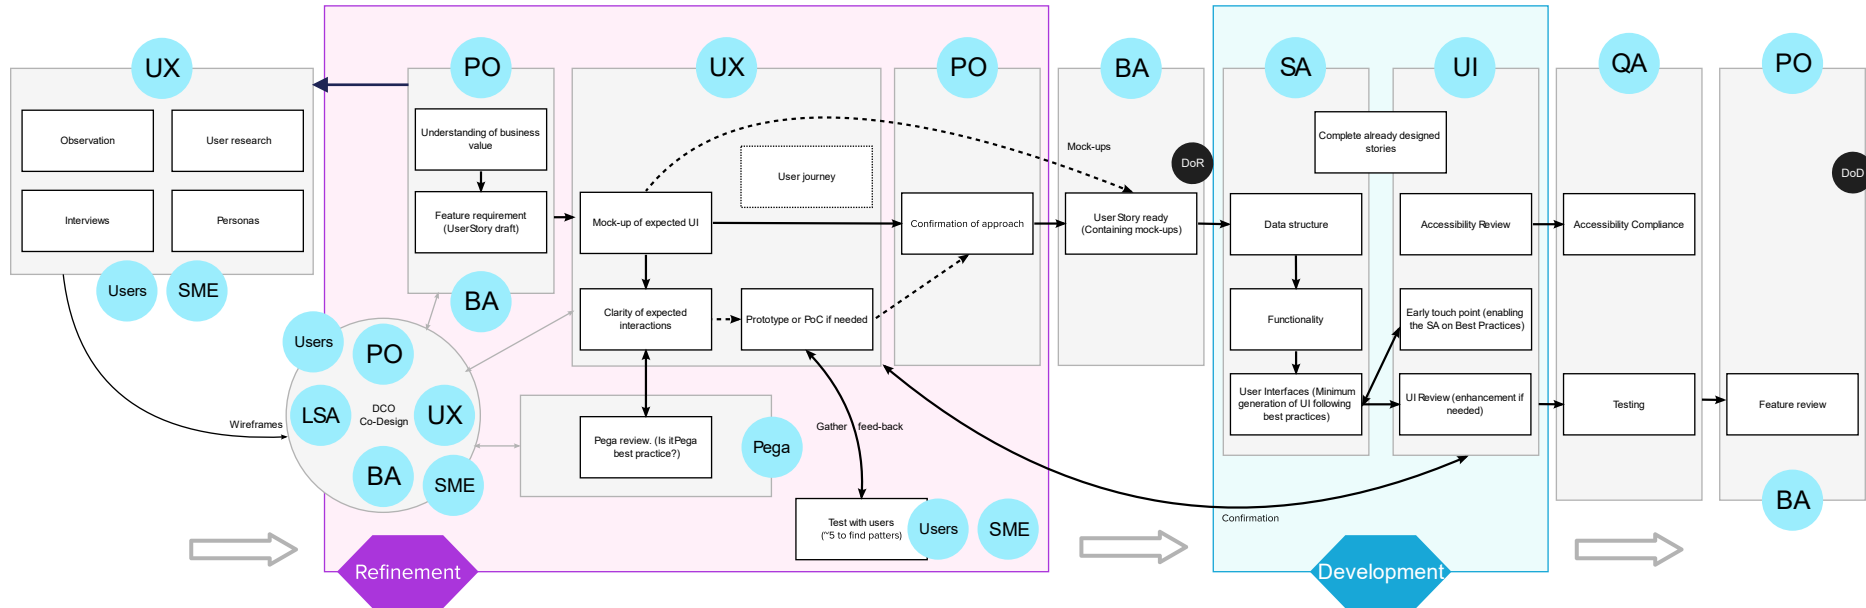 UX
Observation
User research
Interviews
Personas
Users
SME
Wireframes
PO
Understanding of business
value
Feature requirement
(User Story draft)
BA
Users
PO
LSA
DCO
Co-Design
UX
BA
SME
UX
User journey
Mock-up of expected UI
Clarity of expected
interactions
Prototype or PoC if needed
Pega review. (Is it Pega
best practice?)
Pega
Gather feed-back
Test with users
(~5 to find patters)
Users
SME
PO
Confirmation of approach
Refinement
BA
Mock-ups
DoR
User Story ready
(Containing mock-ups)
SA
UI
Complete already designed
stories
Data structure
Accessibility Review
Functionality
Early touch point (enabling
the SA on Best Practices)
User Interfaces (Minimum
generation of UI following
best practices)
UI Review (enhancement if
needed)
Confirmation
Development
QA
Accessibility Compliance
Testing
PO
DoD
Feature review
BA